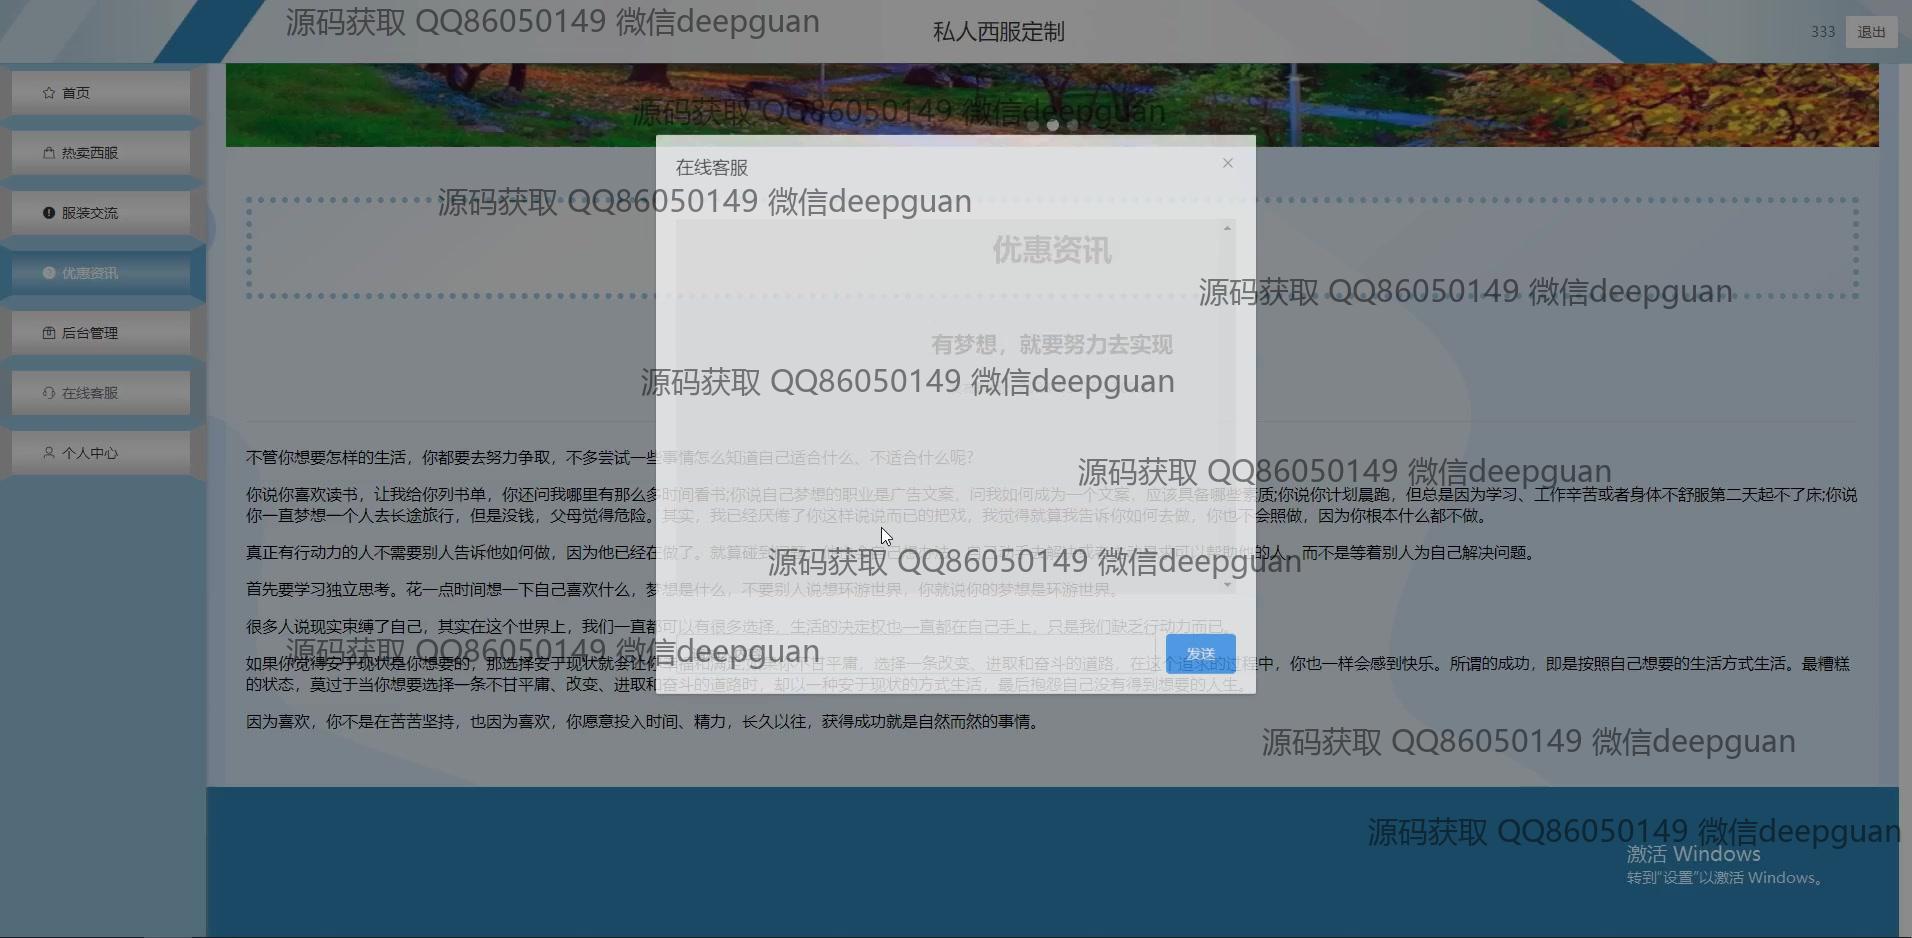 源码获取 QQ86050149 微信deepguan
私人西服定制
333
退出
首页
热卖西服
服装交流
优惠资讯
后台管理
在线客服
个人中心
源码获取 QQ86050149 微信deepguan
在线客服
源码获取 QQ86050149 微信deepguan
优惠资讯
源码获取 QQ86050149 微信deepguan
有梦想，就要努力去实现
源码获取 QQ86050149 微信deepguan
不管你想要怎样的生活，你都要去努力争取，不多尝试一些事情怎么知道自己适合什么、不适合什么呢?
源码获取 QQ86050149 微信deepguan
你说你喜欢读书，让我给你列书单，你还问我哪里有那么多时间看书;你说自己梦想的职业是广告文案，问我如何成为一个文案，应该具备哪些素质;你说你计划晨跑，但总是因为学习、工作辛苦或者身体不舒服第二天起不了床;你说
你一直梦想一个人去长途旅行，但是没钱，父母觉得危险。其实，我已经厌倦了你这样说说而已的把戏，我觉得就算我告诉你如何去做，你也不会照做，因为你根本什么都不做。
真正有行动力的人不需要别人告诉他如何做，因为他已经在做了。就算碰到
可以帮助他的人，而不是等着别人为自己解决问题。
源码获取 QQ86050149 微信deepguan
首先要学习独立思考。花一点时间想一下自己喜欢什么，梦想是什么，不要别人说想环游世界，你就说你的梦想是环游世界。
很多人说现实束缚了自己，其实在这个世界上，我们一直都可以有很多选择，生活的决定权也一直都在自己手上，只是我们缺乏行动力而已。
源码获取 QQ86050149 微信deepguan
发送
如果你觉得安于现状是你想要的，那选择安于现状就会让你
不甘平庸，选择一条改变、进取和奋斗的道路，在这个追求的过程中，你也一样会感到快乐。所谓的成功，即是按照自己想要的生活方式生活。最糟糕
的状态，莫过于当你想要选择一条不甘平庸、改变、进取和奋斗的道路时，却以一种安于现状的方式生活，最后抱怨自己没有得到想要的人生。
因为喜欢，你不是在苦苦坚持，也因为喜欢，你愿意投入时间、精力，长久以往，获得成功就是自然而然的事情。
源码获取 QQ86050149 微信deepguan
源码获取 QQ86050149 微信deepguan
激活 Windows
转到"设置"以激活 Windows。